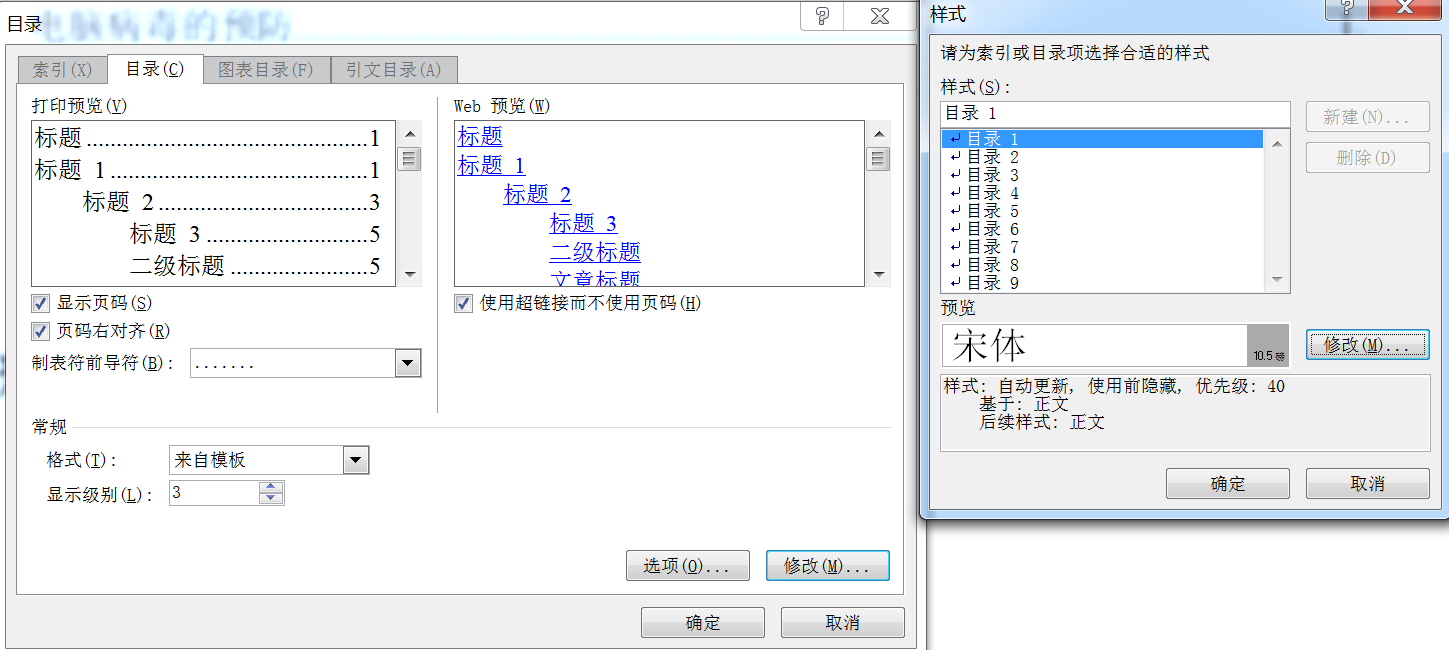 目录
电脑病毒的预防
索引(X)
目录(C)
图表目录(F)
引文目录(A)
打印预览(V)
标题....................................................1
标题 1................................................1
标题 2.......................................3
标题 3..............................5
二级标题..........................5
显示页码(S)
页码右对齐(R)
制表符前导符(B): .......
Web 预览(W)
标题
标题 1
标题 2
标题 3
二级标题
文章标题
使用超链接而不使用页码(H)
常规
格式(T): 来自模板
显示级别(L): 3
选项(O)...
修改(M)...
确定
取消
样式
请为索引或目录项选择合适的样式
样式(S):
目录 1
目录 1
目录 2
目录 3
目录 4
目录 5
目录 6
目录 7
目录 8
目录 9
新建(N)...
删除(D)
预览
宋体
10.5 磅
修改(M)...
样式: 自动更新, 使用前隐藏, 优先级: 40
基于: 正文
后续样式: 正文
确定
取消